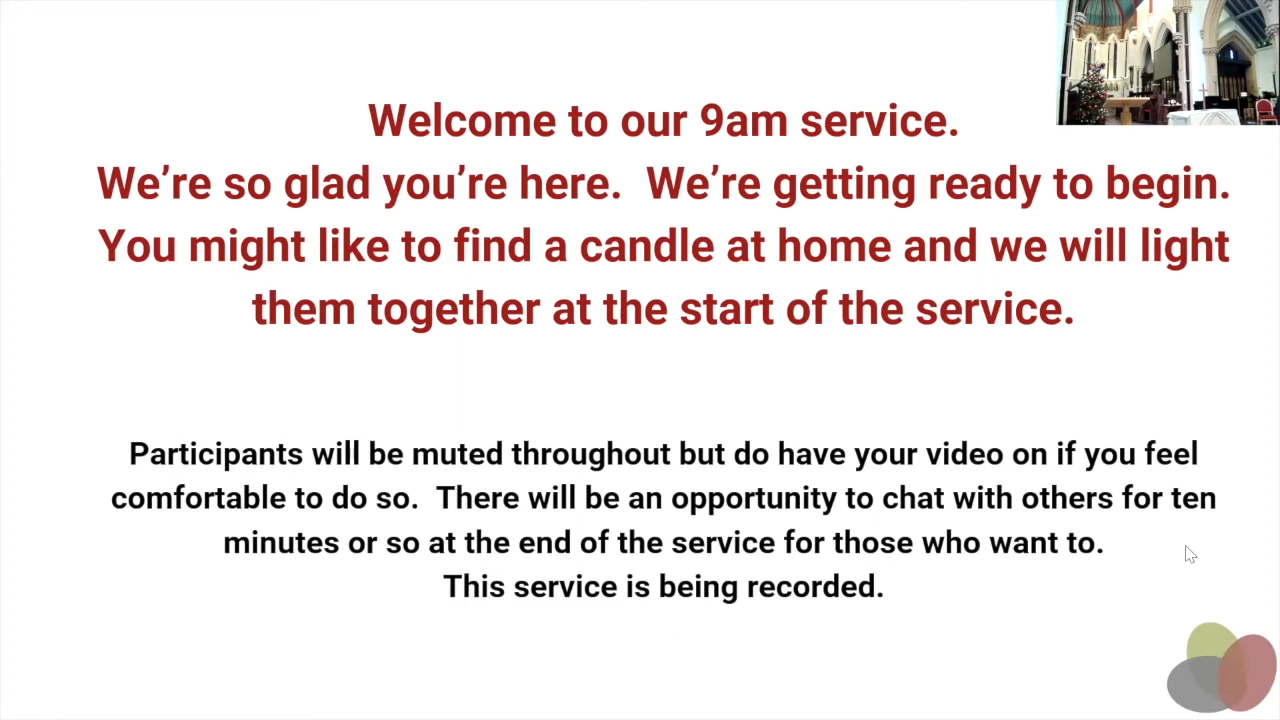 Welcome to our 9am service.
We’re so glad you’re here.  We’re getting ready to begin.
You might like to find a candle at home and we will light
them together at the start of the service.
Participants will be muted throughout but do have your video on if you feel
comfortable to do so.  There will be an opportunity to chat with others for ten
minutes or so at the end of the service for those who want to.
This service is being recorded.